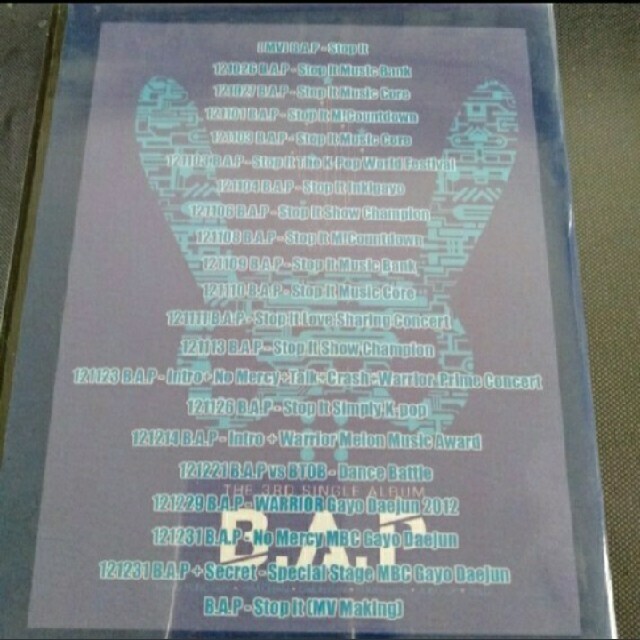 [MV] B.A.P - Stop It
121026 B.A.P - Stop It Music Bank
121027 B.A.P - Stop It Music Core
121101 B.A.P - Stop It M!Countdown
121103 B.A.P - Stop It Music Core
B.A.P - Stop It The K-Pop World Festival
121104 B.A.P - Stop It Inkigayo
121106 B.A.P - Stop It Show Champion
121108 B.A.P - Stop It M!Countdown
121109 B.A.P - Stop It Music Bank
121110 B.A.P - Stop It Music Core
121111 B.A.P - Stop It Love Sharing Concert
121113 B.A.P - Stop It Show Champion
121123 B.A.P - Intro + No Mercy + Talk + Crash + Warrior Prime Concert
121126 B.A.P - Stop It Simply K.pop
121214 B.A.P - Intro + Warrior Melon Music Award
121221 B.A.P vs BTOB - Dance Battle
THE 3RD SINGLE ALBUM
121229 B.A.P - WARRIOR Gayo Daejun 2012
B.A.P
121231 B.A.P - No Mercy MBC Gayo Daejun
121231 B.A.P + Secret - Special Stage MBC Gayo Daejun
B.A.P - Stop It (MV Making)